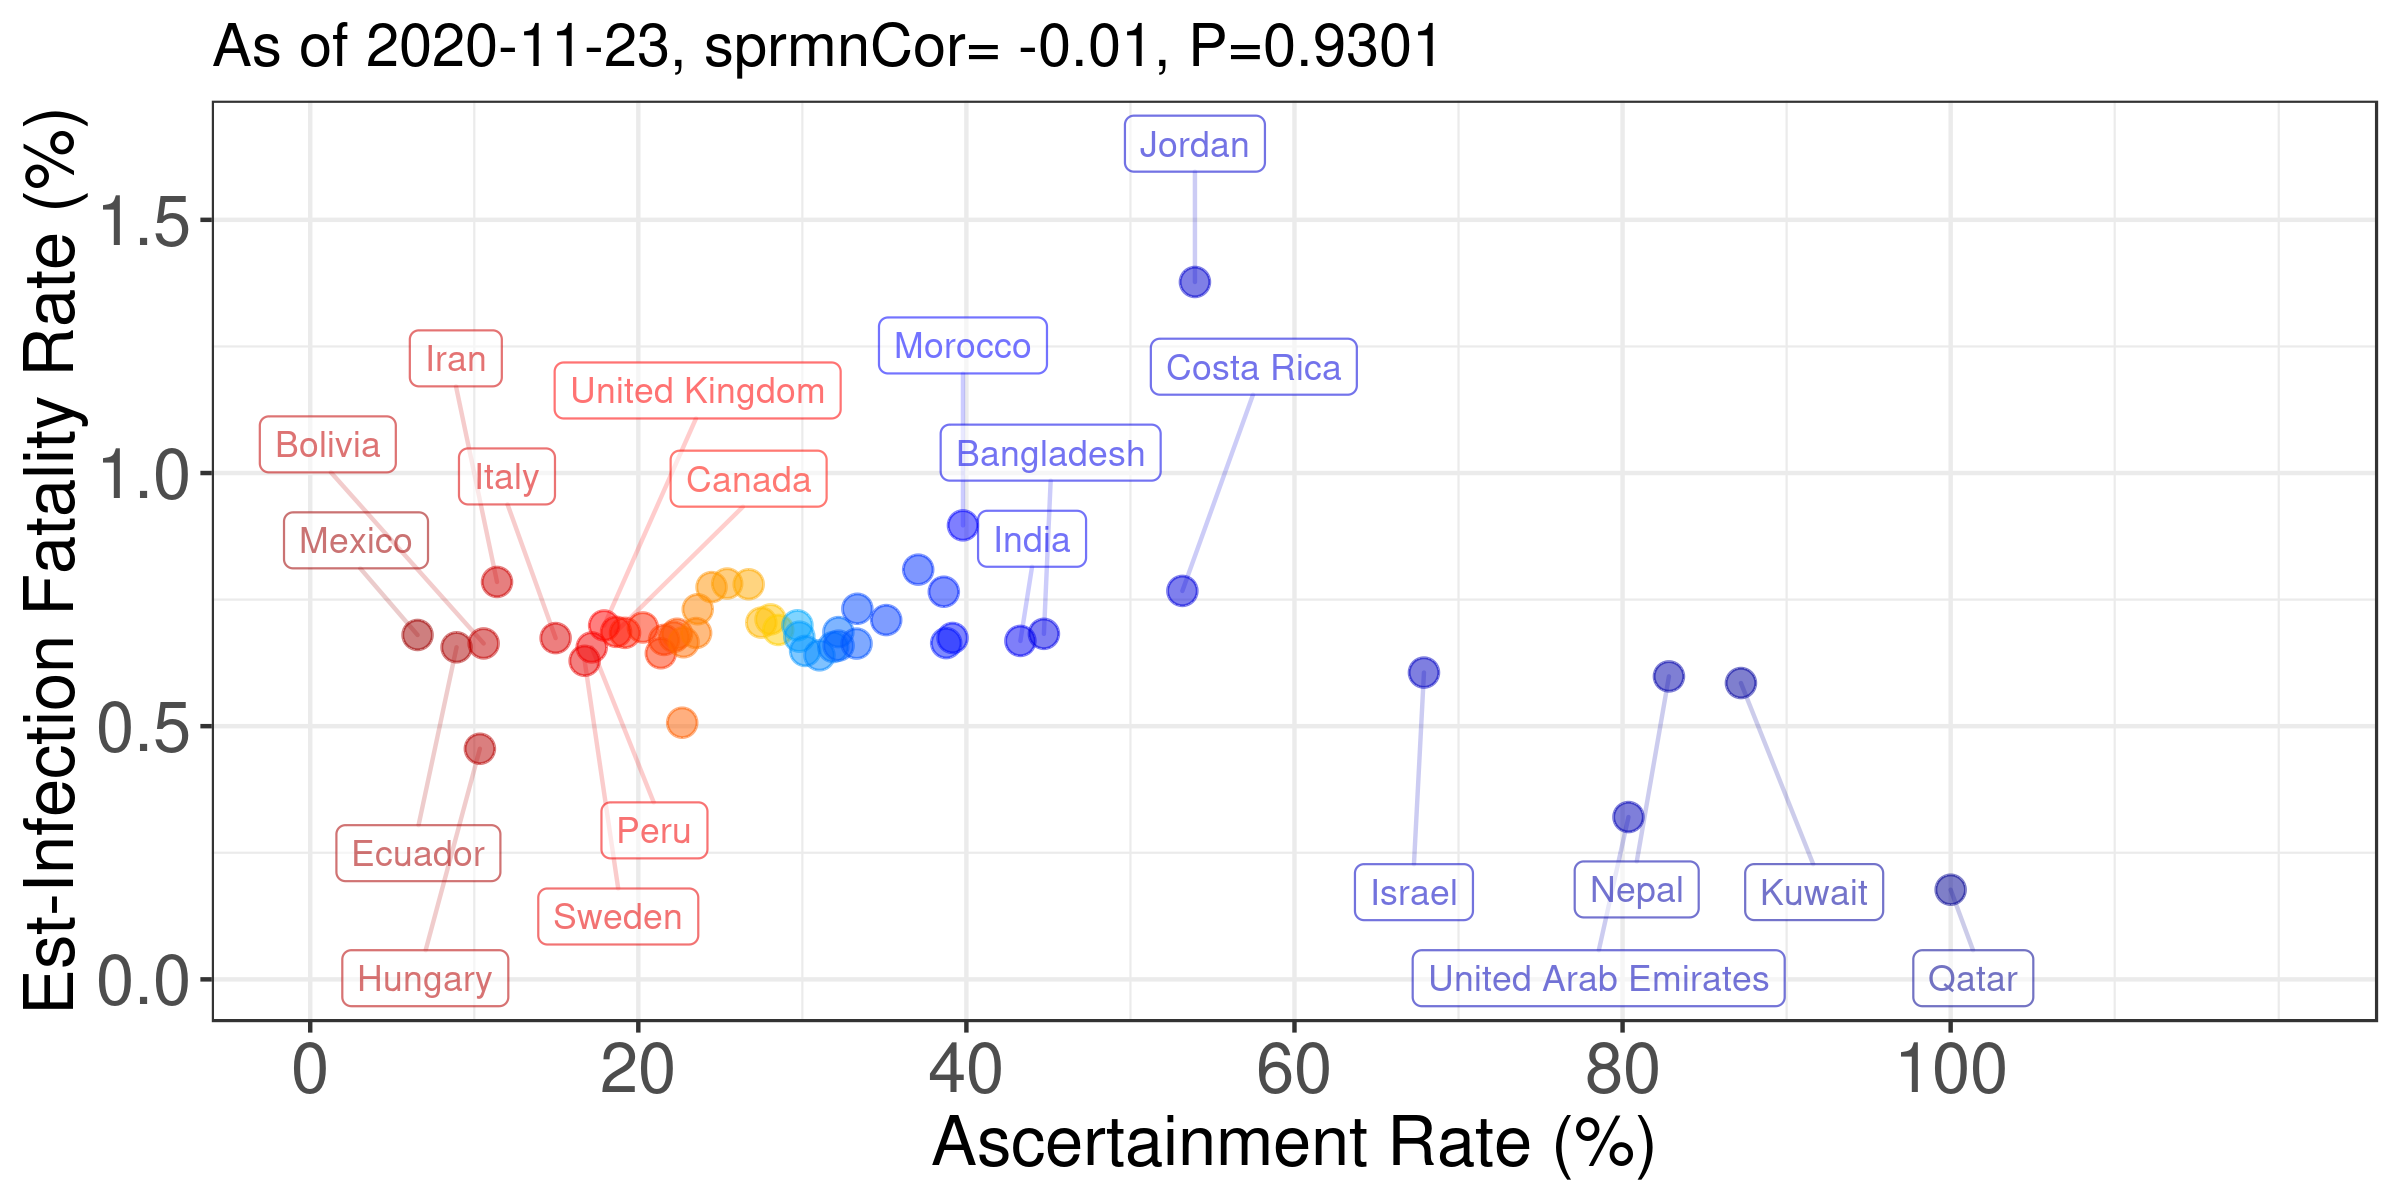 As of 2020-11-23, sprmnCor= -0.01, P=0.9301
Est-Infection Fatality Rate (%)
1.5
1.0
0.5
0.0
Jordan
Morocco
Costa Rica
Iran
United Kingdom
Bolivia
Bangladesh
Italy
Canada
Mexico
India
Peru
Ecuador
Israel
Nepal
Kuwait
Sweden
Hungary
United Arab Emirates
Qatar
0
20
40
60
80
100
Ascertainment Rate (%)